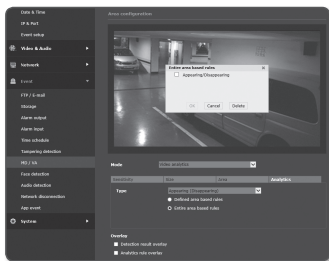 Date & Time
IP & Port
Event setup
Video & Audio
Network
Event
FTP / E-mail
Storage
Alarm output
Alarm input
Time schedule
Tampering detection
MD / VA
Face detection
Audio detection
Network disconnection
App event
System
Area configuration
Entire area based rules
x
Appearing/Disappearing
OK
Cancel
Delete
Mode
Video analytics
Sensitivity
Size
Area
Analytics
Type
Appearing (Disappearing)
Defined area based rules
Entire area based rules
Overlay
Detection result overlay
Analytics rule overlay